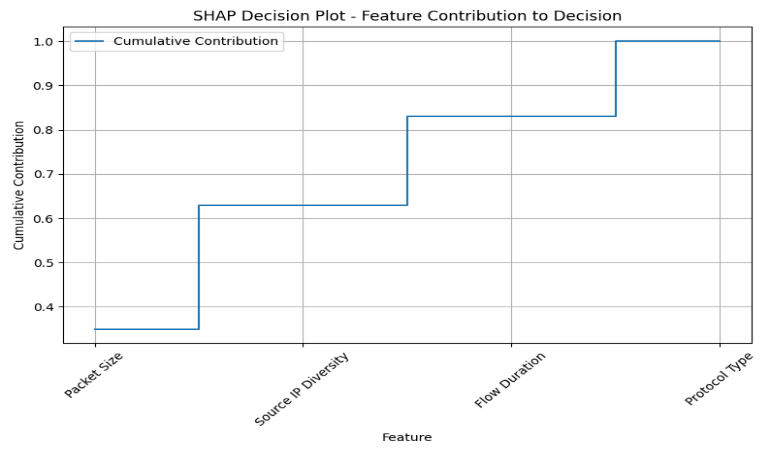 SHAP Decision Plot - Feature Contribution to Decision
Cumulative Contribution
1.0
0.9
0.8
0.7
0.6
0.5
0.4
Cumulative Contribution
Packet Size
Source IP Diversity
Flow Duration
Protocol Type
Feature